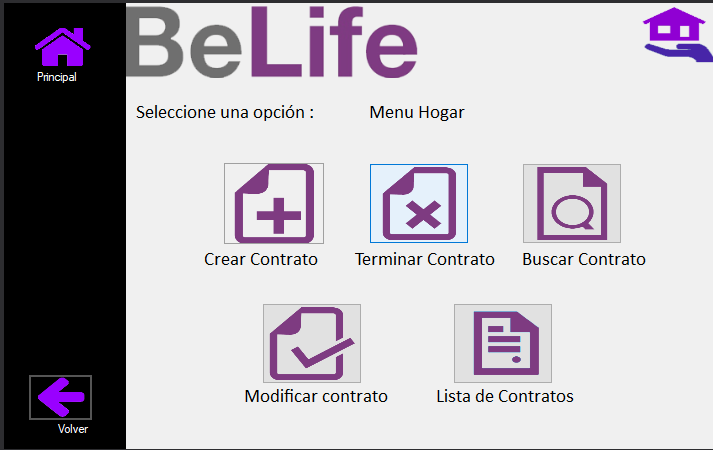 BeLife
Principal
Seleccione una opción : Menu Hogar
Crear Contrato
Terminar Contrato
Buscar Contrato
Modificar contrato
Lista de Contratos
Volver